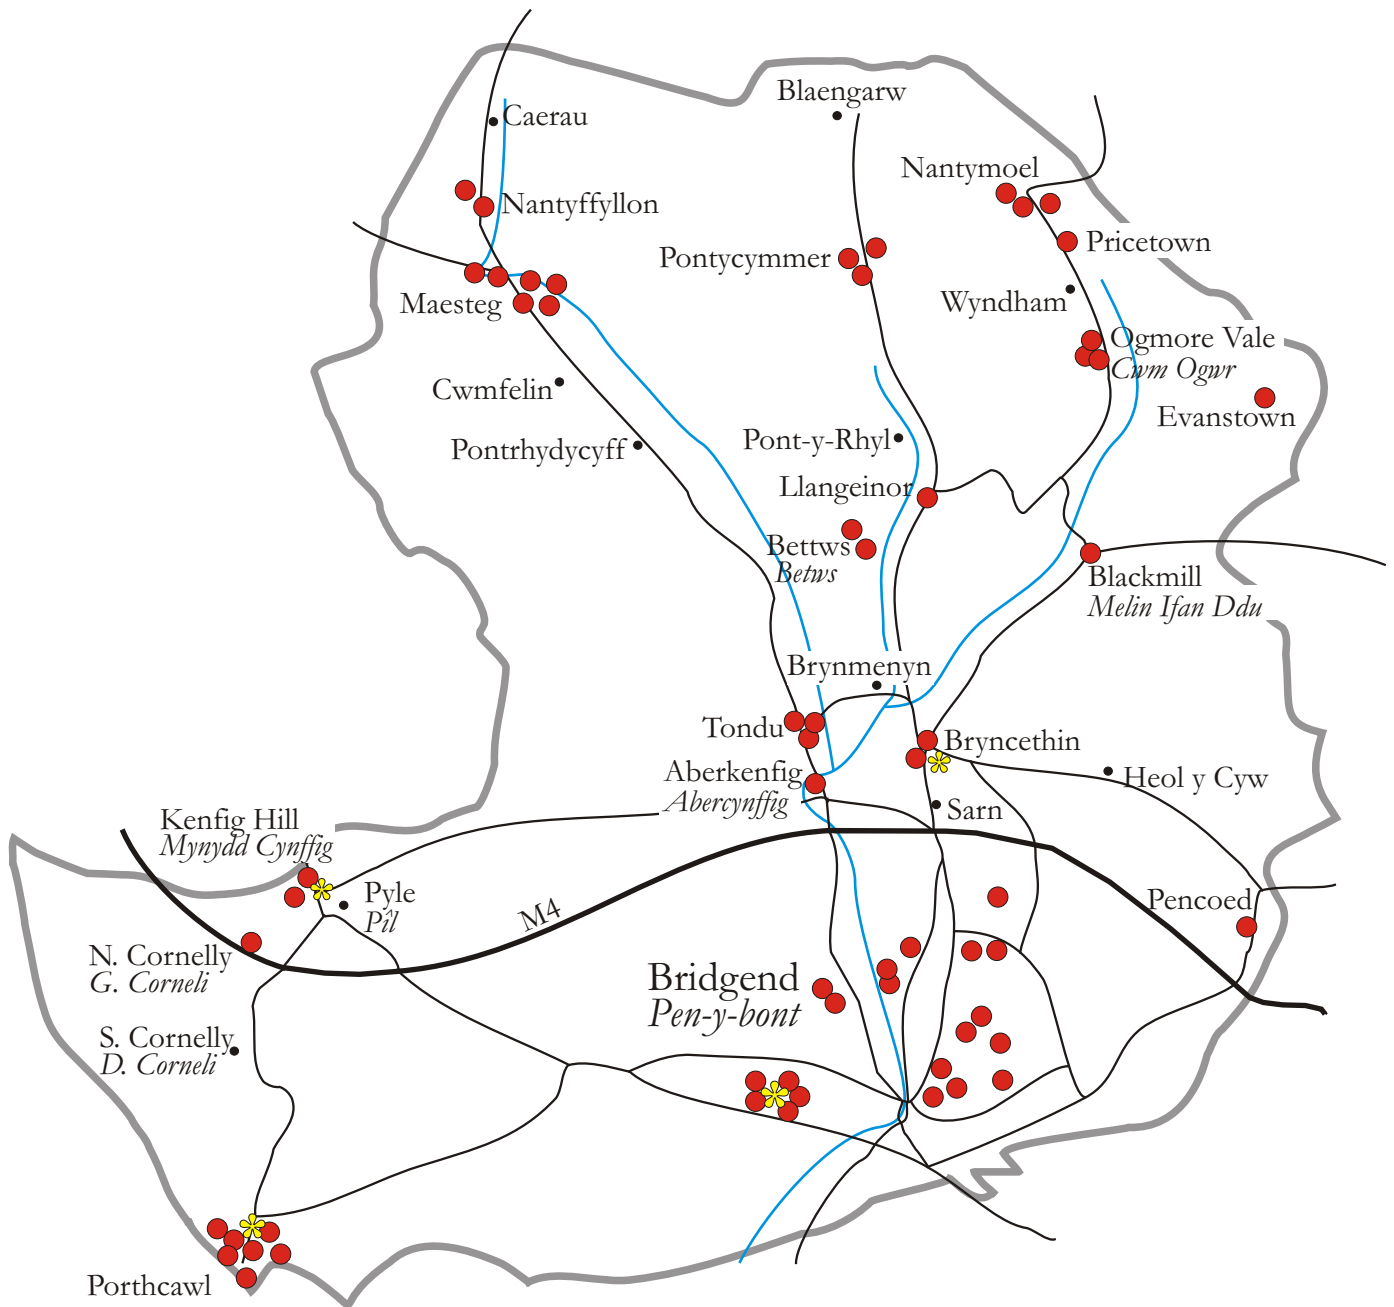 Blaengarw
Caerau
Nantymoel
Nantyffyllon
Pricetown
Pontycymmer
Wyndham
Maesteg
Ogmore Vale
Cwm Ogwr
Cwmfelin
Evanstown
Pont-y-Rhyl
Pontrhydycyff
Llangeinor
Bettws
Betws
Blackmill
Melin Ifan Ddu
Brynmenyn
Tondu
Bryncethin
Aberkenfig
Abercynffig
Heol y Cyw
Sarn
Kenfig Hill
Mynydd Cynffig
Pyle
Pîl
Pencoed
M4
N. Cornelly
G. Corneli
Bridgend
Pen-y-bont
S. Cornelly
D. Corneli
Porthcawl